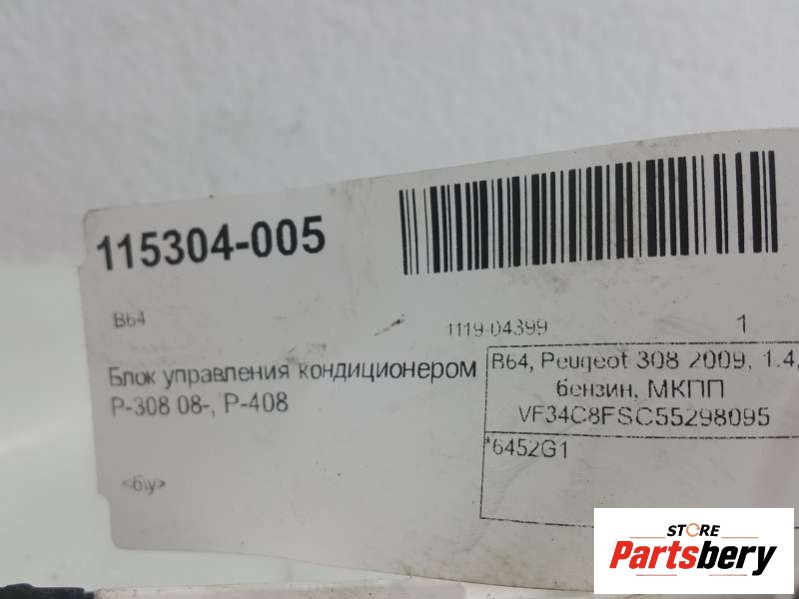 115304-005
B64
1119-04399 1
Блок управления кондиционером
P-308 08-, P-408
<б\у>
B64, Peugeot 308 2009, 1.4,
бензин, МКПП
VF34C8FSC55298095
*6452G1
STORE
Partsbery